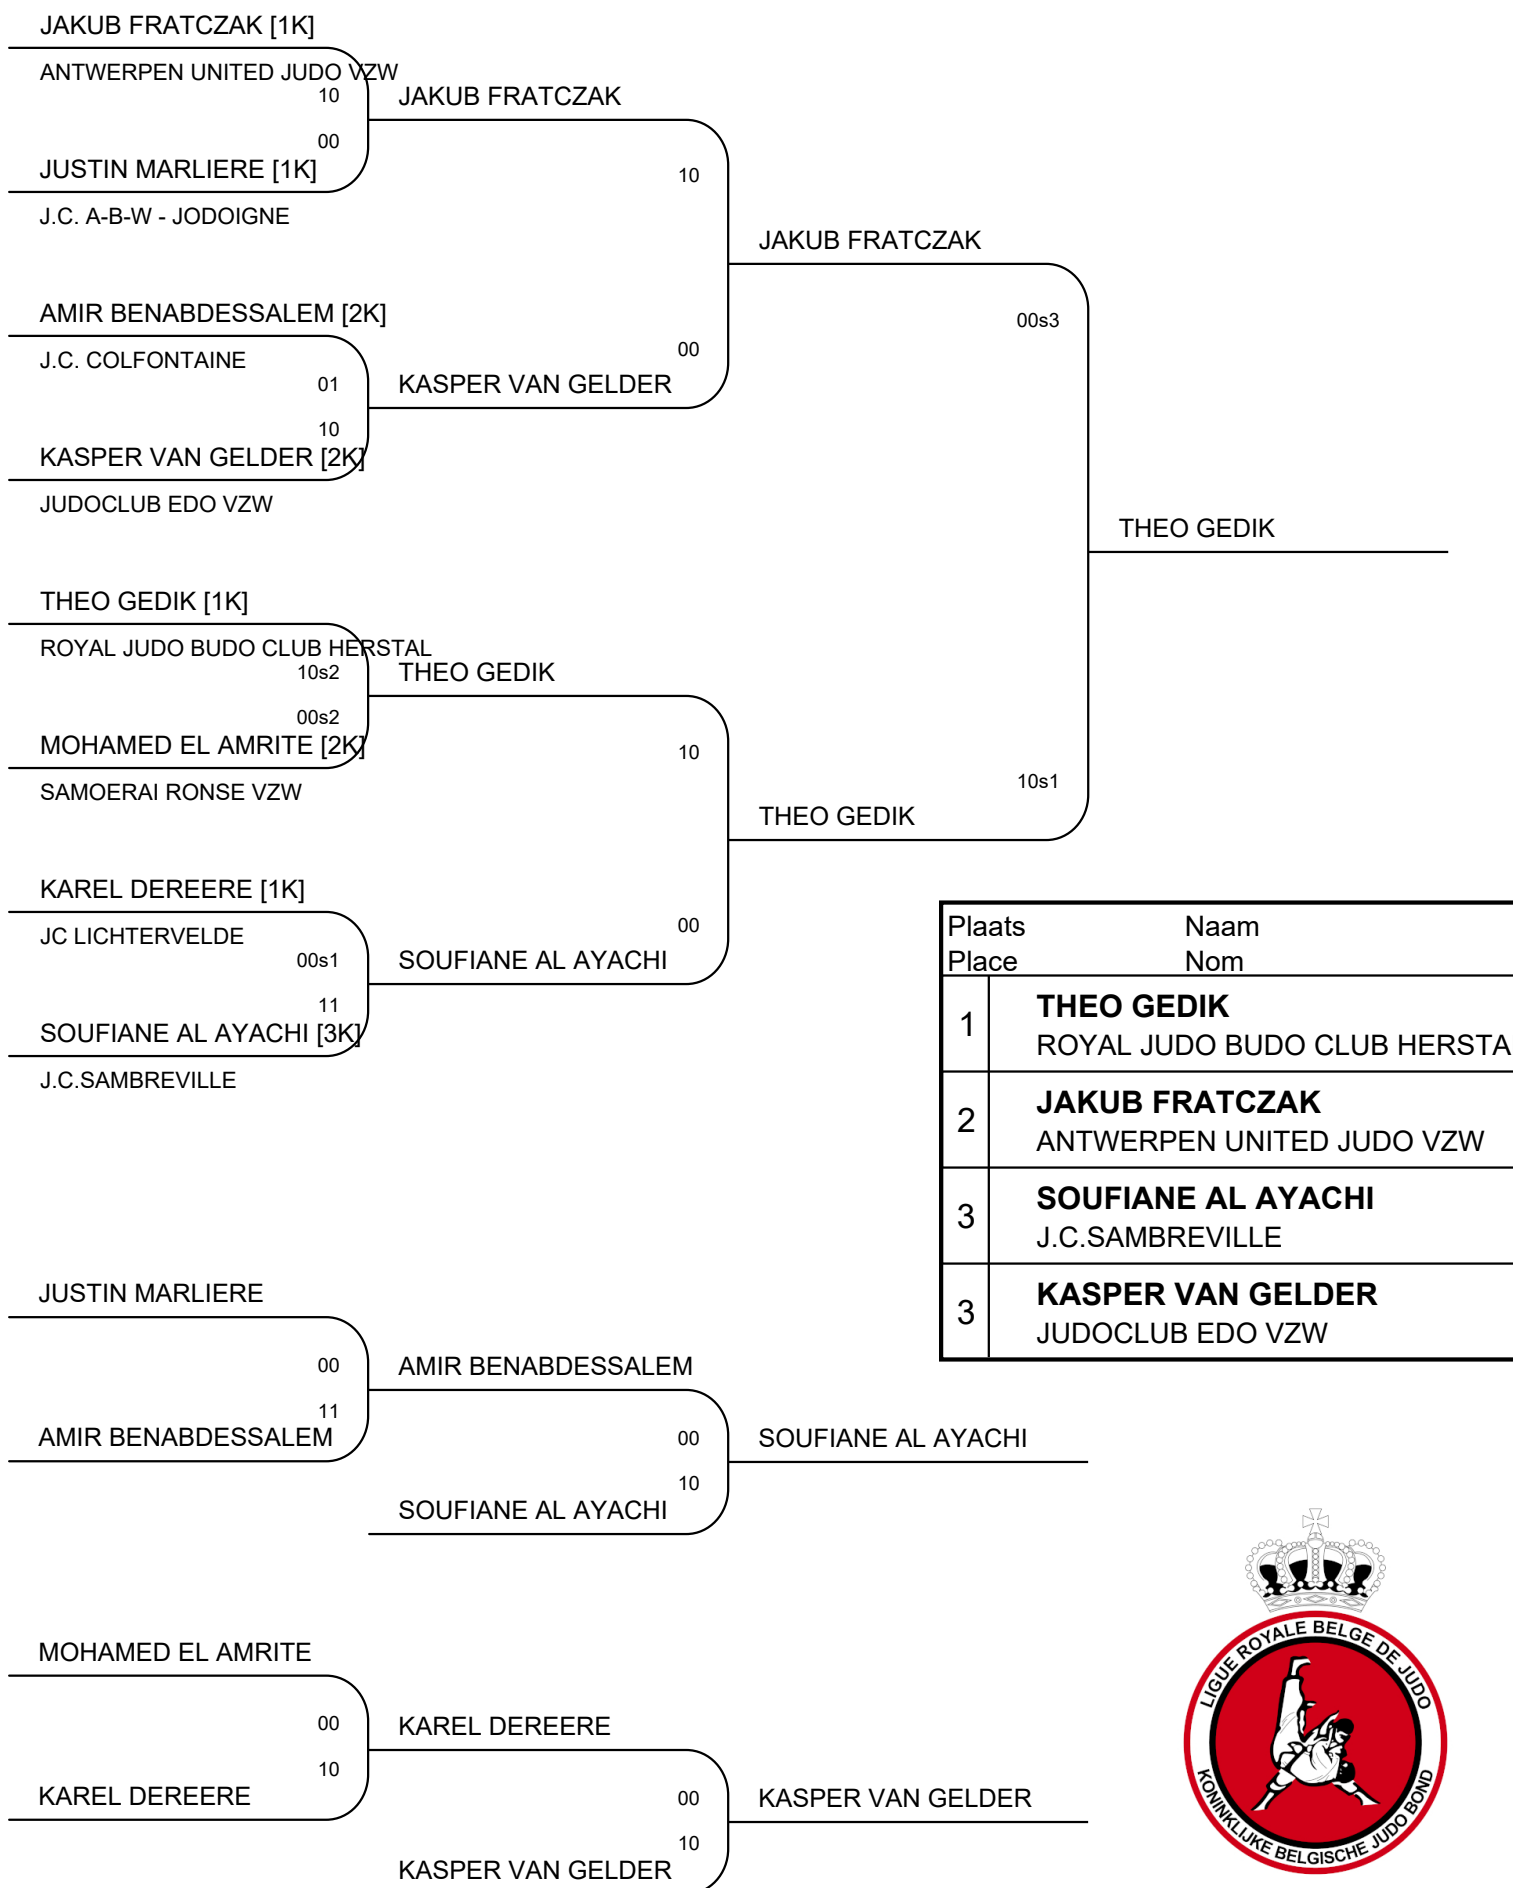 JAKUB FRATCZAK [1K]
ANTWERPEN UNITED JUDO VZW
10
JAKUB FRATCZAK
00
JUSTIN MARLIERE [1K]
10
J.C. A-B-W - JODOIGNE
JAKUB FRATCZAK
AMIR BENABDESSALEM [2K]
00s3
J.C. COLFONTAINE
00
01
KASPER VAN GELDER
10
KASPER VAN GELDER [2K]
JUDOCLUB EDO VZW
THEO GEDIK
THEO GEDIK [1K]
ROYAL JUDO BUDO CLUB HERSTAL
10s2
THEO GEDIK
00s2
MOHAMED EL AMRITE [2K]
10
SAMOERAI RONSE VZW
10s1
THEO GEDIK
KAREL DEREERE [1K]
JC LICHTERVELDE
00
00s1
SOUFIANE AL AYACHI
11
SOUFIANE AL AYACHI [3K]
J.C.SAMBREVILLE
Plaats Naam
Place Nom
1 THEO GEDIK
ROYAL JUDO BUDO CLUB HERSTA
2 JAKUB FRATCZAK
ANTWERPEN UNITED JUDO VZW
3 SOUFIANE AL AYACHI
J.C.SAMBREVILLE
3 KASPER VAN GELDER
JUDOCLUB EDO VZW
JUSTIN MARLIERE
00
AMIR BENABDESSALEM
11
AMIR BENABDESSALEM
00
SOUFIANE AL AYACHI
10
SOUFIANE AL AYACHI
MOHAMED EL AMRITE
00
KAREL DEREERE
10
KAREL DEREERE
00
KASPER VAN GELDER
10
KASPER VAN GELDER
LIGUE ROYALE BELGE DE JUDO
KONINKLIJKE BELGISCHE JUDO BOND